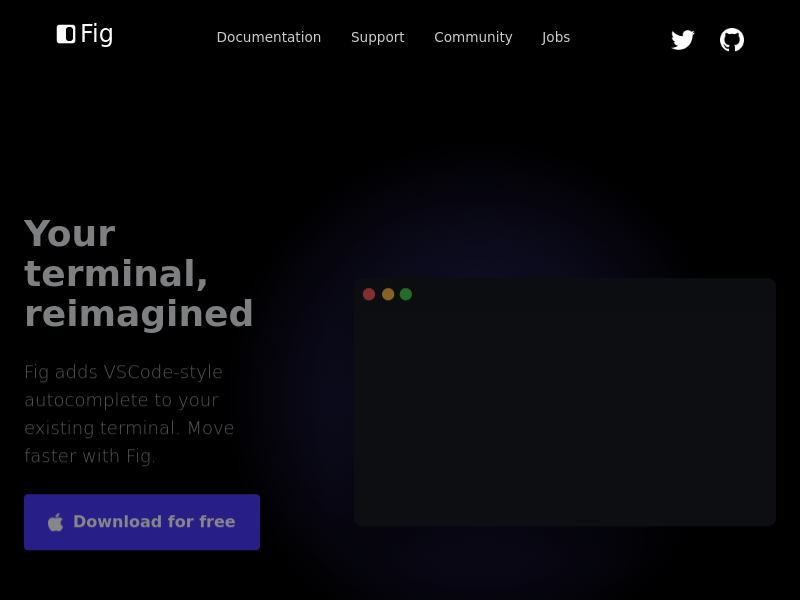 Fig
Documentation Support Community Jobs
Your
terminal,
reimagined
Fig adds VSCode-style
autocomplete to your
existing terminal. Move
faster with Fig.
Download for free